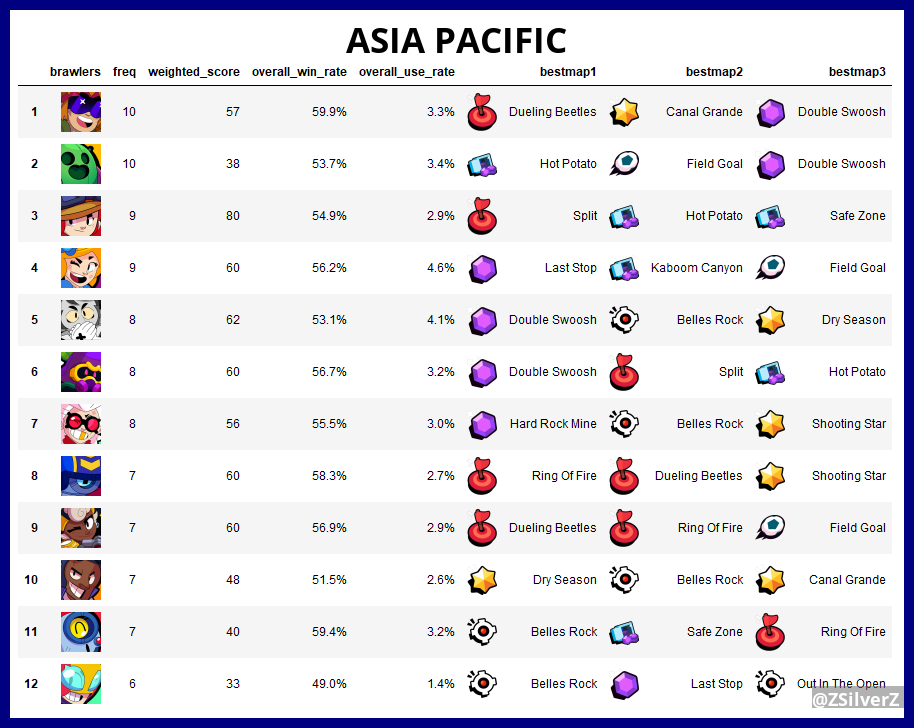 ASIA PACIFIC
brawlers freq weighted_score overall_win_rate overall_use_rate bestmap1 bestmap2 bestmap3
1 10 57 59.9% 3.3% Dueling Beetles Canal Grande Double Swoosh
2 10 38 53.7% 3.4% Hot Potato Field Goal Double Swoosh
3 9 80 54.9% 2.9% Split Hot Potato Safe Zone
4 9 60 56.2% 4.6% Last Stop Kaboom Canyon Field Goal
5 8 62 53.1% 4.1% Double Swoosh Belles Rock Dry Season
6 8 60 56.7% 3.2% Double Swoosh Split Hot Potato
7 8 56 55.5% 3.0% Hard Rock Mine Belles Rock Shooting Star
8 7 60 58.3% 2.7% Ring Of Fire Dueling Beetles Shooting Star
9 7 60 56.9% 2.9% Dueling Beetles Ring Of Fire Field Goal
10 7 48 51.5% 2.6% Dry Season Belles Rock Canal Grande
11 7 40 59.4% 3.2% Belles Rock Safe Zone Ring Of Fire
12 6 33 49.0% 1.4% Belles Rock Last Stop Out In The Open
@ZSilverZ